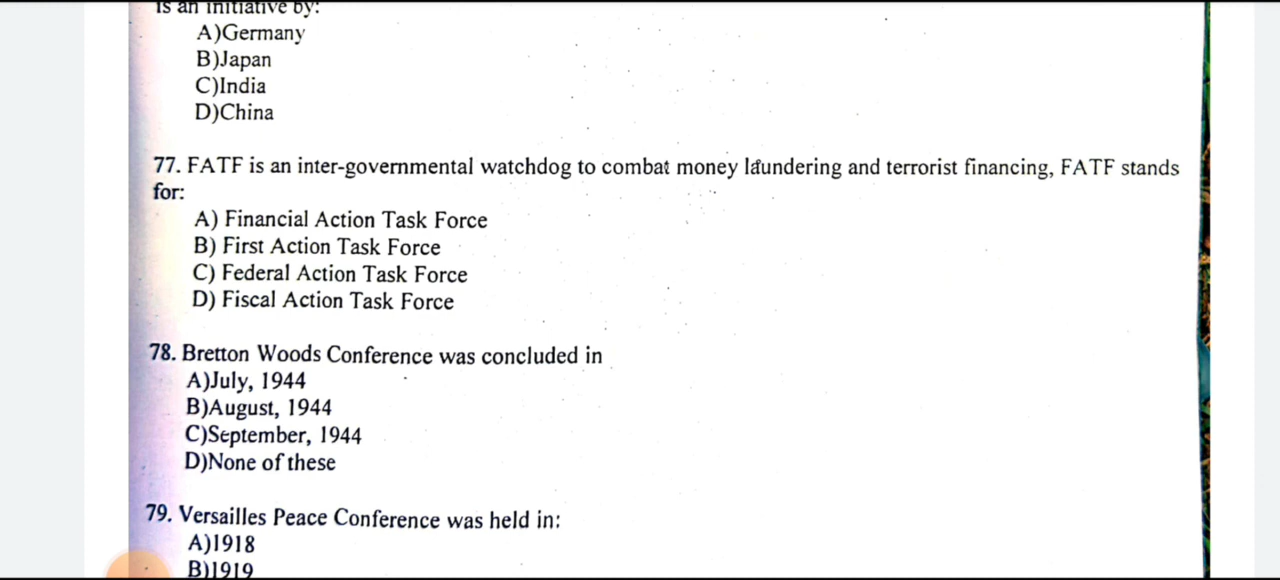 is an initiative by:
A)Germany
B)Japan
C)India
D)China
77. FATF is an inter-governmental watchdog to combat money laundering and terrorist financing, FATF stands
for:
A) Financial Action Task Force
B) First Action Task Force
C) Federal Action Task Force
D) Fiscal Action Task Force
78. Bretton Woods Conference was concluded in
A)July, 1944
B)August, 1944
C)September, 1944
D)None of these
79. Versailles Peace Conference was held in:
A)1918
B)1919